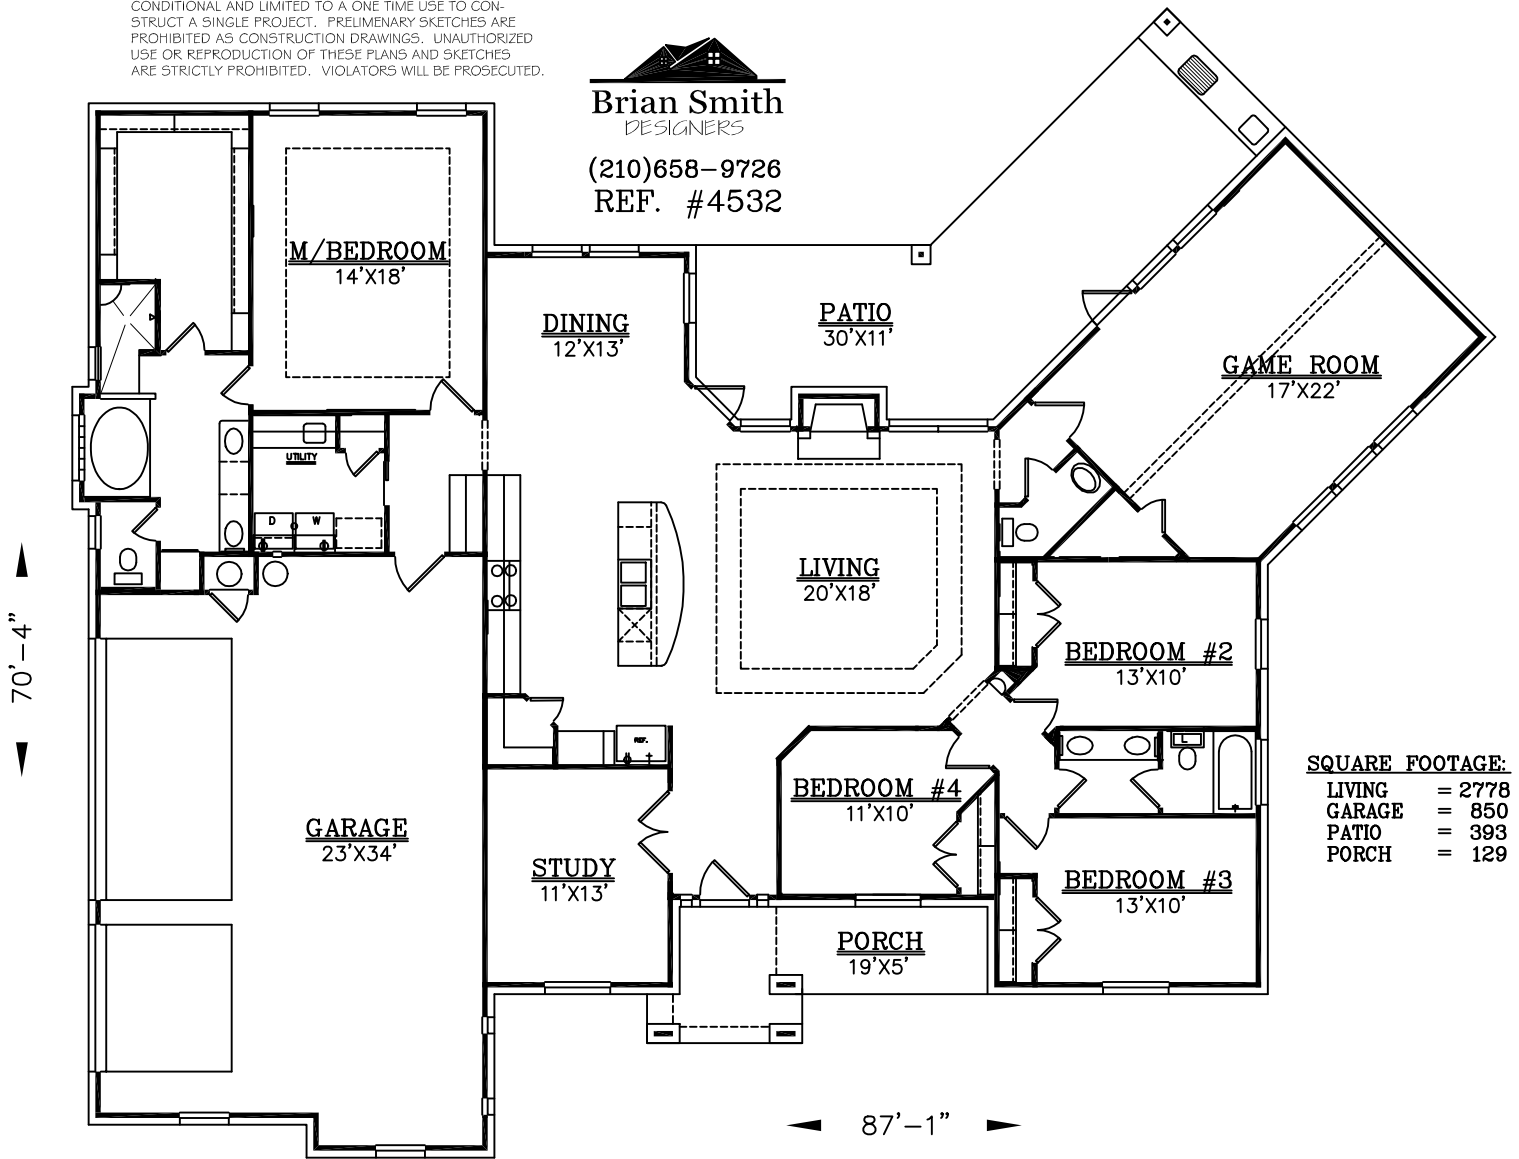 CONDITIONAL AND LIMITED TO A ONE TIME USE TO CON-
STRUCT A SINGLE PROJECT. PRELIMENARY SKETCHES ARE
PROHIBITED AS CONSTRUCTION DRAWINGS. UNAUTHORIZED
USE OR REPRODUCTION OF THESE PLANS AND SKETCHES
ARE STRICTLY PROHIBITED. VIOLATORS WILL BE PROSECUTED.
Brian Smith
DESIGNERS
(210)658-9726
REF. #4532
M/BEDROOM
14'X18'
DINING
12'X13'
PATIO
30'X11'
GAME ROOM
17'X22'
UTILITY
D
W
LIVING
20'X18'
70'-4"
BEDROOM #2
13'X10'
REF.
BEDROOM #4
11'X10'
L
SQUARE FOOTAGE:
LIVING = 2778
GARAGE = 850
PATIO = 393
PORCH = 129
GARAGE
23'X34'
STUDY
11'X13'
BEDROOM #3
13'X10'
PORCH
19'X5'
87'-1"